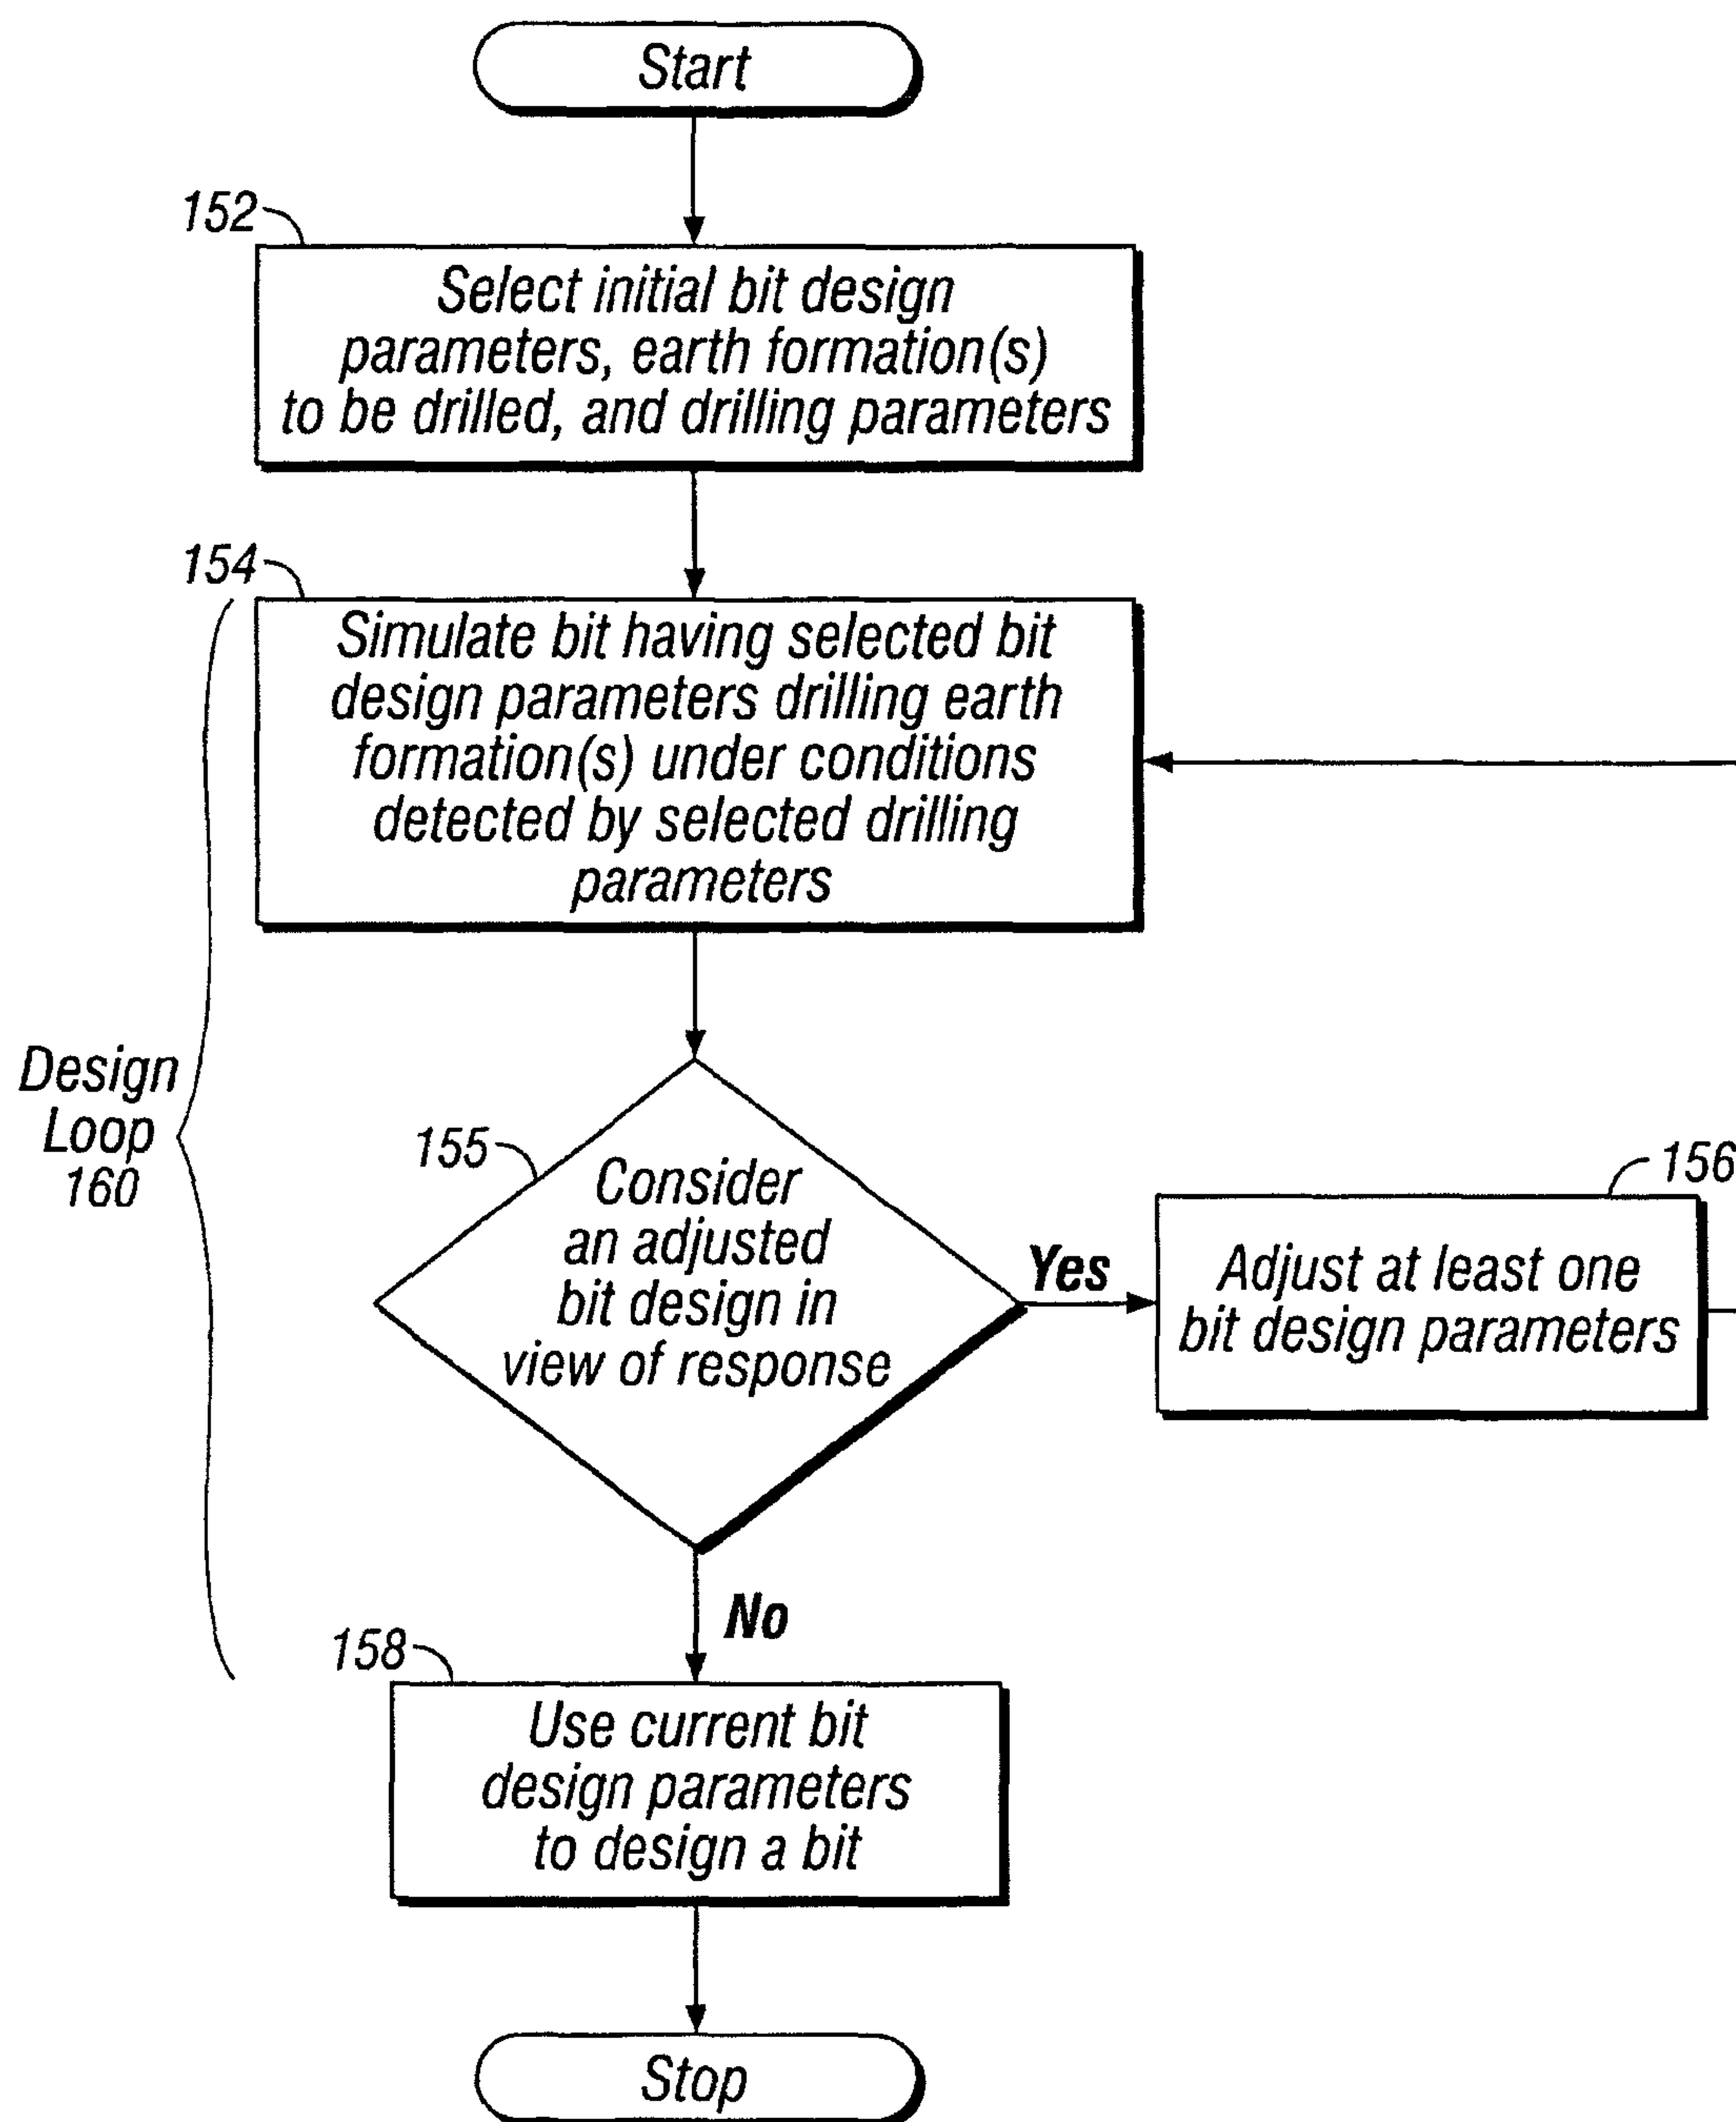 Start
152
Select initial bit design
parameters, earth formation(s)
to be drilled, and drilling parameters
154
Simulate bit having selected bit
design parameters drilling earth
formation(s) under conditions
detected by selected drilling
parameters
Design
Loop
160
155
Consider
an adjusted
bit design in
view of response
Yes
156
Adjust at least one
bit design parameters
No
158
Use current bit
design parameters
to design a bit
Stop